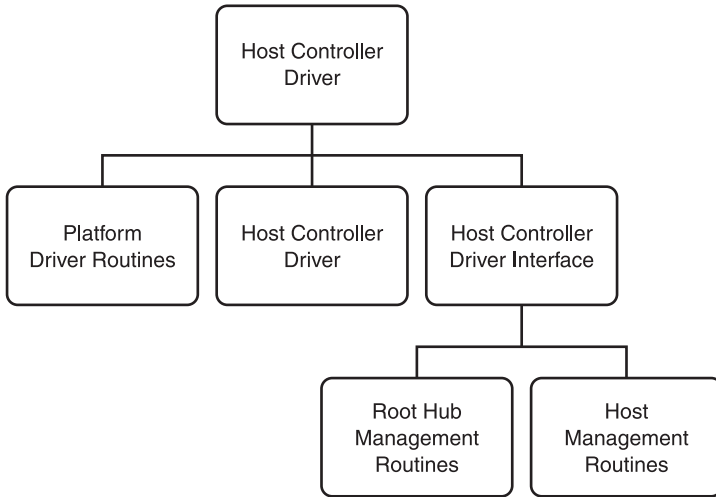 Host Controller
Driver
Platform
Driver Routines
Host Controller
Driver
Host Controller
Driver Interface
Root Hub
Management
Routines
Host
Management
Routines